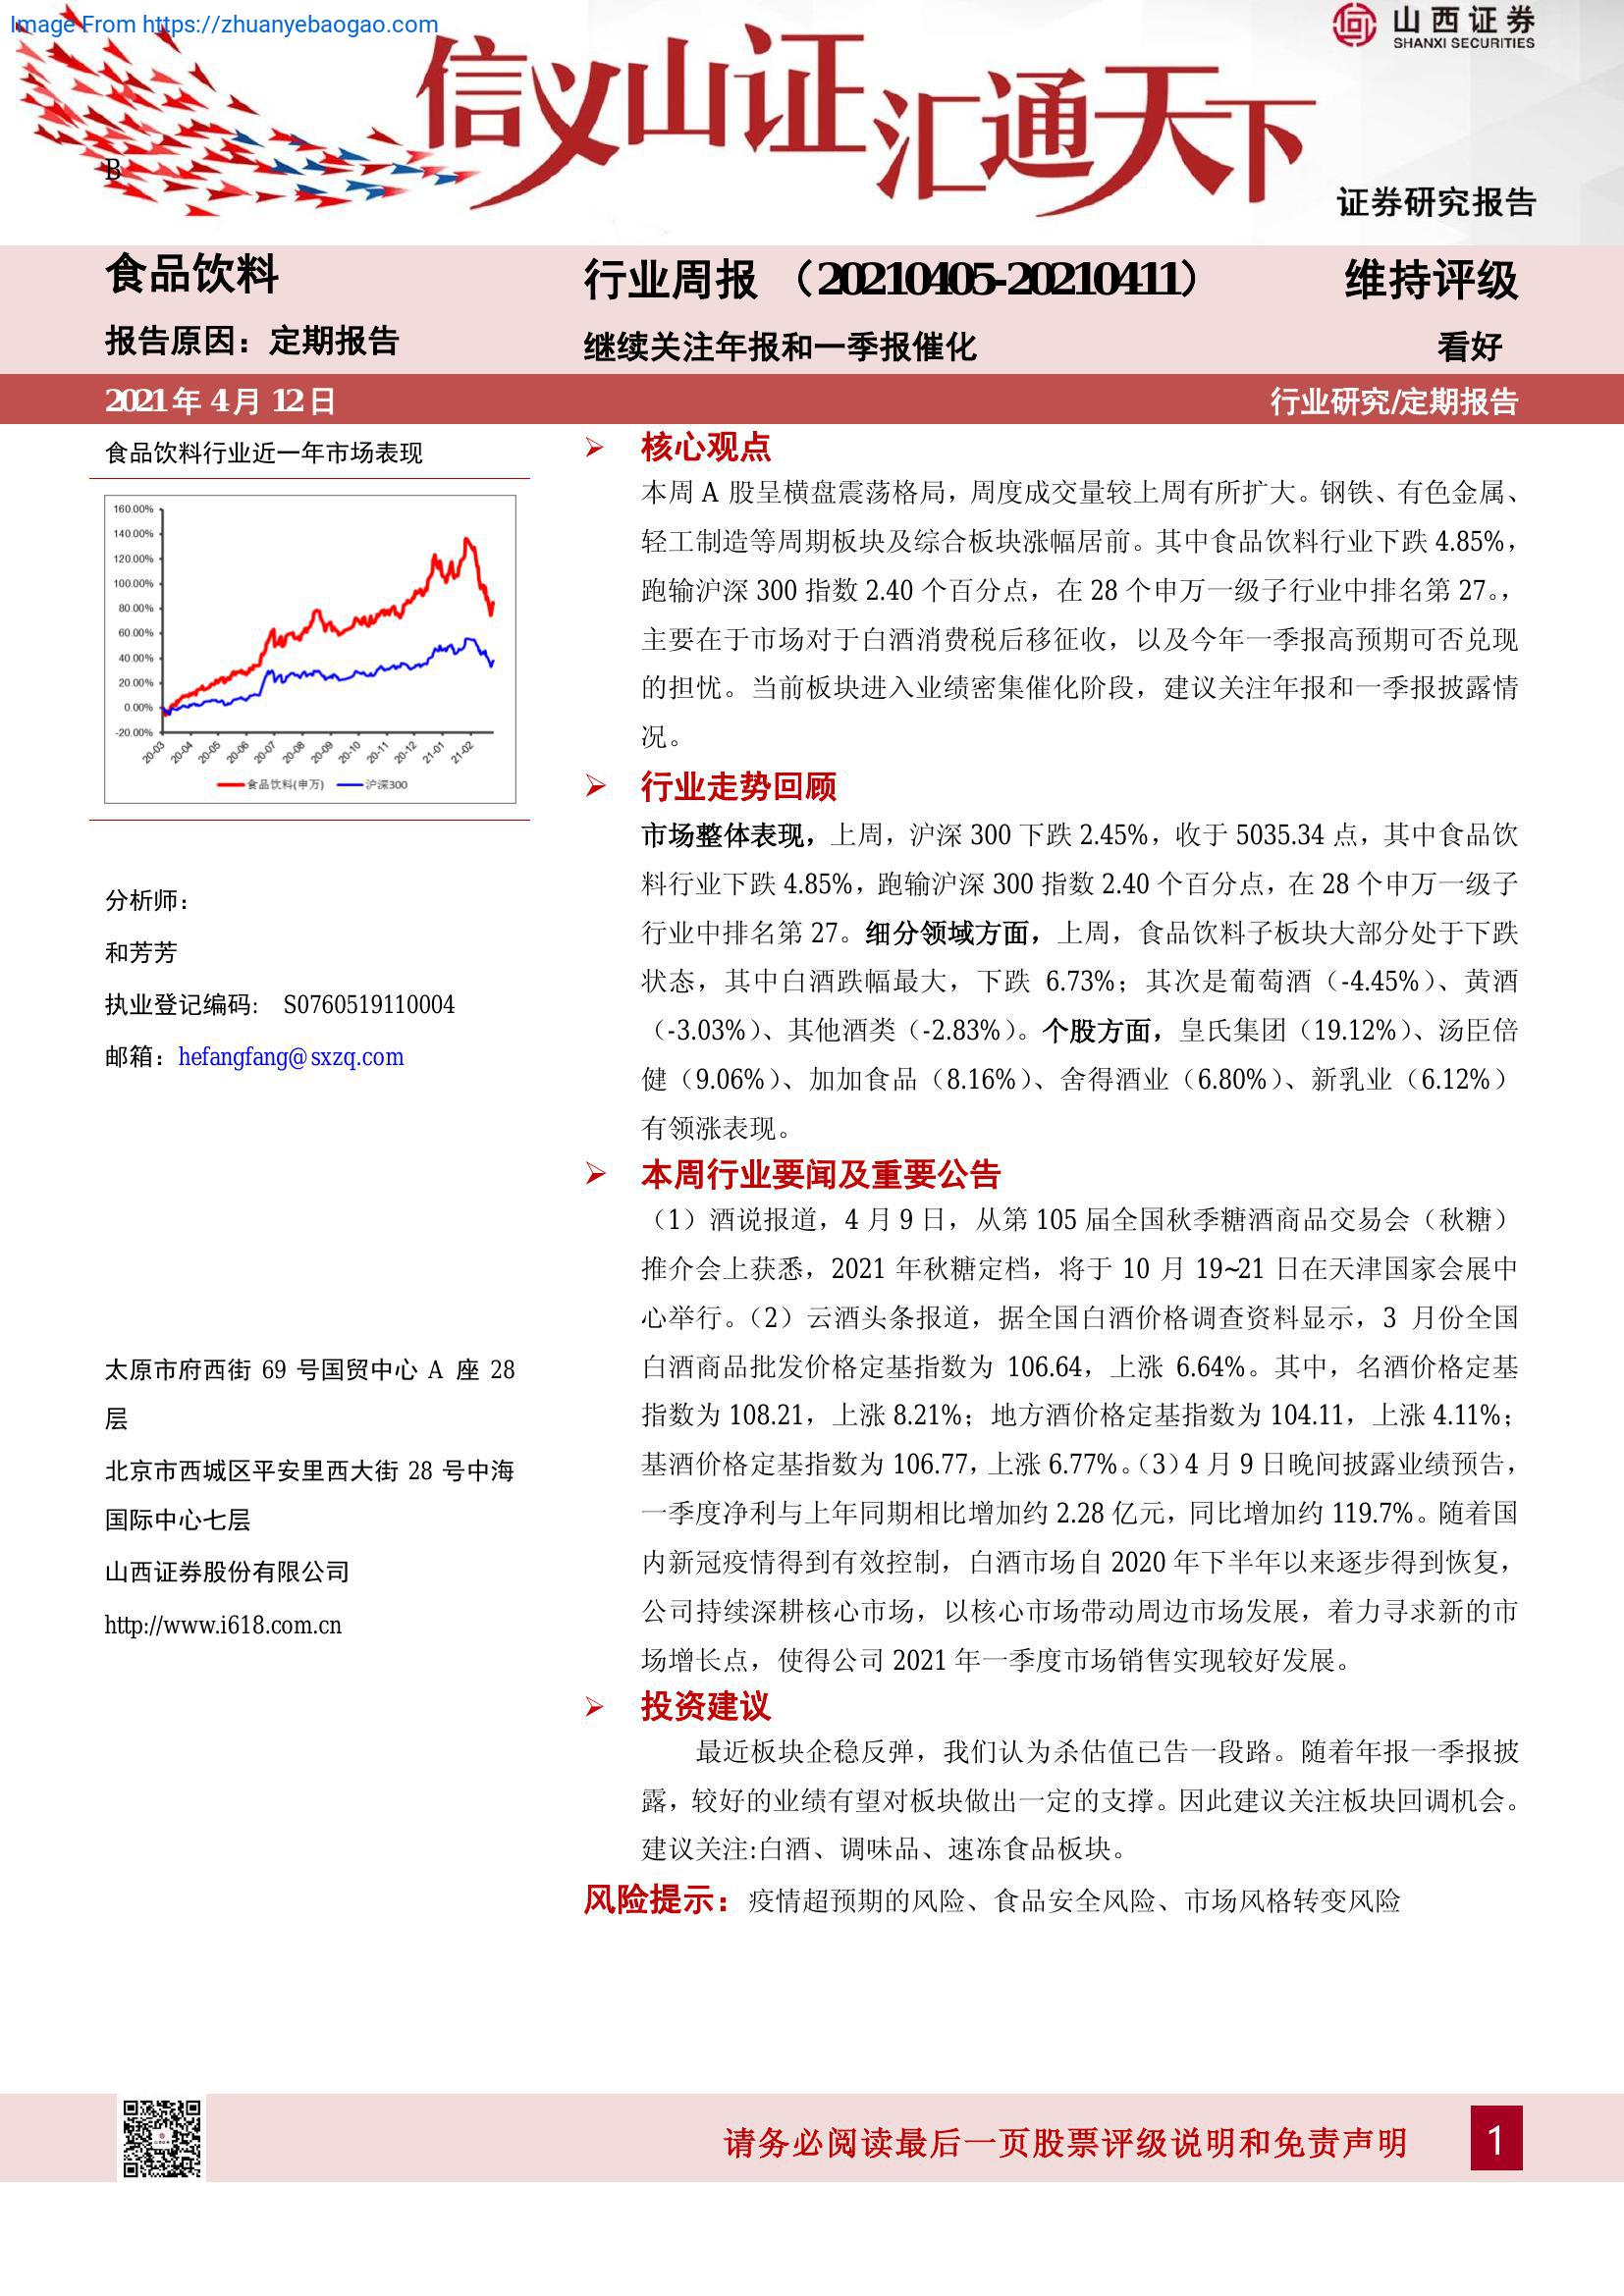 Image From https://zhuanyebaogao.com
山西证券
SHANXI SECURITIES
信义山证汇通天下
B
证券研究报告
食品饮料
行业周报 （20210405-20210411）
维持评级
报告原因：定期报告
继续关注年报和一季报催化
看好
2021 年 4 月 12 日
行业研究/定期报告
食品饮料行业近一年市场表现
160.00%
140.00%
120.00%
100.00%
80.00%
60.00%
40.00%
20.00%
0.00%
-20.00%
20-03 20-04 20-05 20-06 20-07 20-08 20-09 20-10 20-11 20-12 21-01 21-02
食品饮料(申万) 沪深300
分析师：
和芳芳
执业登记编码: S0760519110004
邮箱：hefangfang@sxzq.com
太原市府西街 69 号国贸中心 A 座 28
层
北京市西城区平安里西大街 28 号中海
国际中心七层
山西证券股份有限公司
http://www.i618.com.cn
核心观点
本周 A 股呈横盘震荡格局，周度成交量较上周有所扩大。钢铁、有色金属、
轻工制造等周期板块及综合板块涨幅居前。其中食品饮料行业下跌 4.85%，
跑输沪深 300 指数 2.40 个百分点，在 28 个申万一级子行业中排名第 27。，
主要在于市场对于白酒消费税后移征收，以及今年一季报高预期可否兑现
的担忧。当前板块进入业绩密集催化阶段，建议关注年报和一季报披露情
况。
行业走势回顾
市场整体表现，上周，沪深 300 下跌 2.45%，收于 5035.34 点，其中食品饮
料行业下跌 4.85%，跑输沪深 300 指数 2.40 个百分点，在 28 个申万一级子
行业中排名第 27。细分领域方面，上周，食品饮料子板块大部分处于下跌
状态，其中白酒跌幅最大，下跌 6.73%；其次是葡萄酒（-4.45%）、黄酒
（-3.03%）、其他酒类（-2.83%）。个股方面，皇氏集团（19.12%）、汤臣倍
健（9.06%）、加加食品（8.16%）、舍得酒业（6.80%）、新乳业（6.12%）
有领涨表现。
本周行业要闻及重要公告
（1）酒说报道，4 月 9 日，从第 105 届全国秋季糖酒商品交易会（秋糖）
推介会上获悉，2021 年秋糖定档，将于 10 月 19~21 日在天津国家会展中
心举行。（2）云酒头条报道，据全国白酒价格调查资料显示，3 月份全国
白酒商品批发价格定基指数为 106.64，上涨 6.64%。其中，名酒价格定基
指数为 108.21，上涨 8.21%；地方酒价格定基指数为 104.11，上涨 4.11%；
基酒价格定基指数为 106.77，上涨 6.77%。（3）4 月 9 日晚间披露业绩预告，
一季度净利与上年同期相比增加约 2.28 亿元，同比增加约 119.7%。随着国
内新冠疫情得到有效控制，白酒市场自 2020 年下半年以来逐步得到恢复，
公司持续深耕核心市场，以核心市场带动周边市场发展，着力寻求新的市
场增长点，使得公司 2021 年一季度市场销售实现较好发展。
投资建议
最近板块企稳反弹，我们认为杀估值已告一段路。随着年报一季报披
露，较好的业绩有望对板块做出一定的支撑。因此建议关注板块回调机会。
建议关注:白酒、调味品、速冻食品板块。
风险提示：疫情超预期的风险、食品安全风险、市场风格转变风险
请务必阅读最后一页股票评级说明和免责声明
1